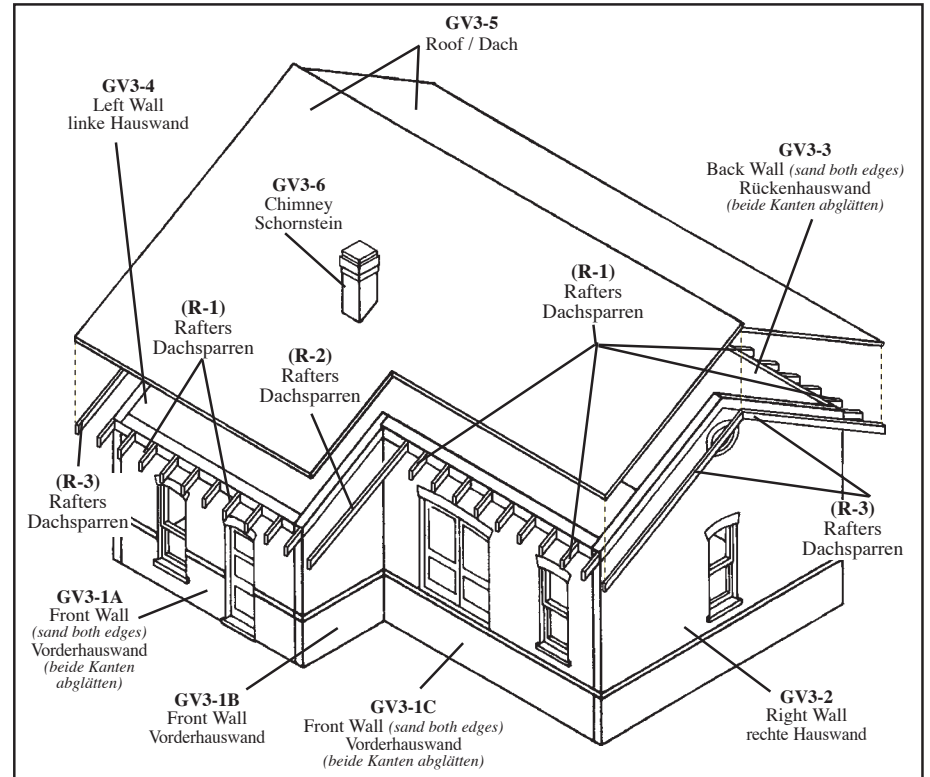 GV3-5
Roof / Dach
GV3-4
Left Wall
linke Hauswand
GV3-3
Back Wall (sand both edges)
Rückenhauswand
(beide Kanten abglätten)
GV3-6
Chimney
Schornstein
(R-1)
Rafters
Dachsparren
(R-1)
Rafters
Dachsparren
(R-2)
Rafters
Dachsparren
(R-3)
Rafters
Dachsparren
(R-3)
Rafters
Dachsparren
GV3-1A
Front Wall
(sand both edges)
Vorderhauswand
(beide Kanten
abglätten)
GV3-1B
Front Wall
Vorderhauswand
GV3-1C
Front Wall (sand both edges)
Vorderhauswand
(beide Kanten abglätten)
GV3-2
Right Wall
rechte Hauswand